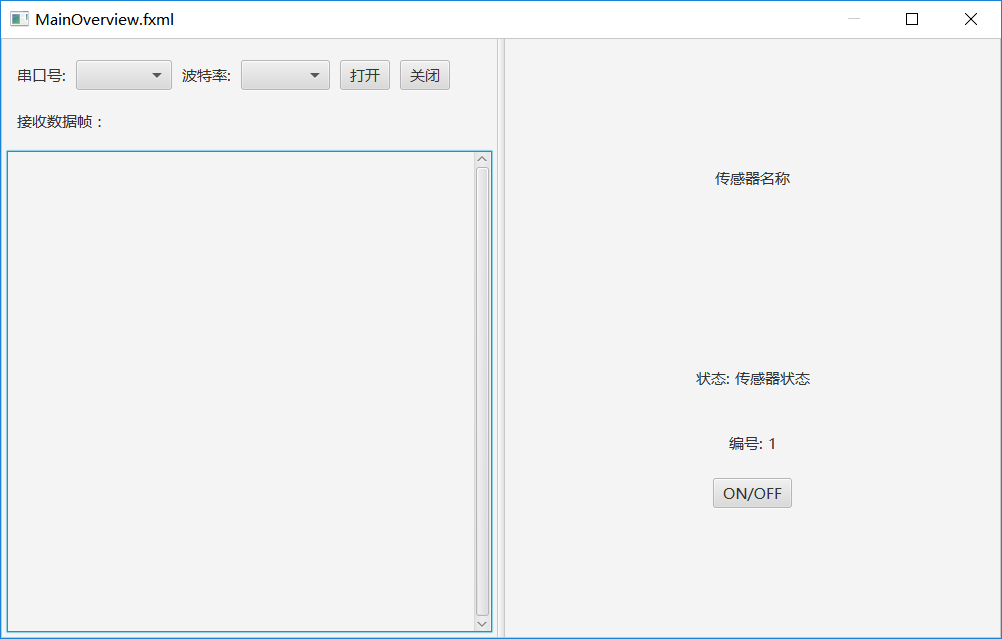 MainOverview.fxml
串口号: 波特率: 打开 关闭
接收数据帧：
传感器名称
状态: 传感器状态
编号: 1
ON/OFF